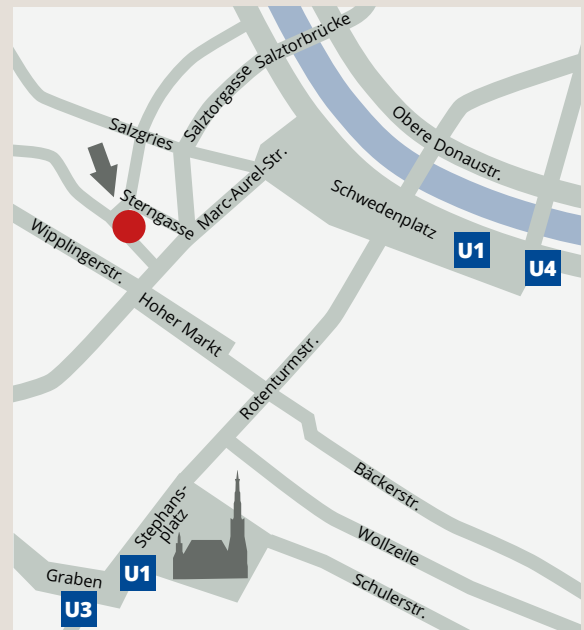 Salztorbrücke
Salztorgasse
Obere Donaustr.
Salzgries
Marc-Aurel-Str.
Sterngasse
Schwedenplatz
Wipplingerstr.
U1
U4
Hoher Markt
Rotenturmstr.
Bäckerstr.
Stephans-
platz
Wollzeile
U1
Graben
Schulerstr.
U3